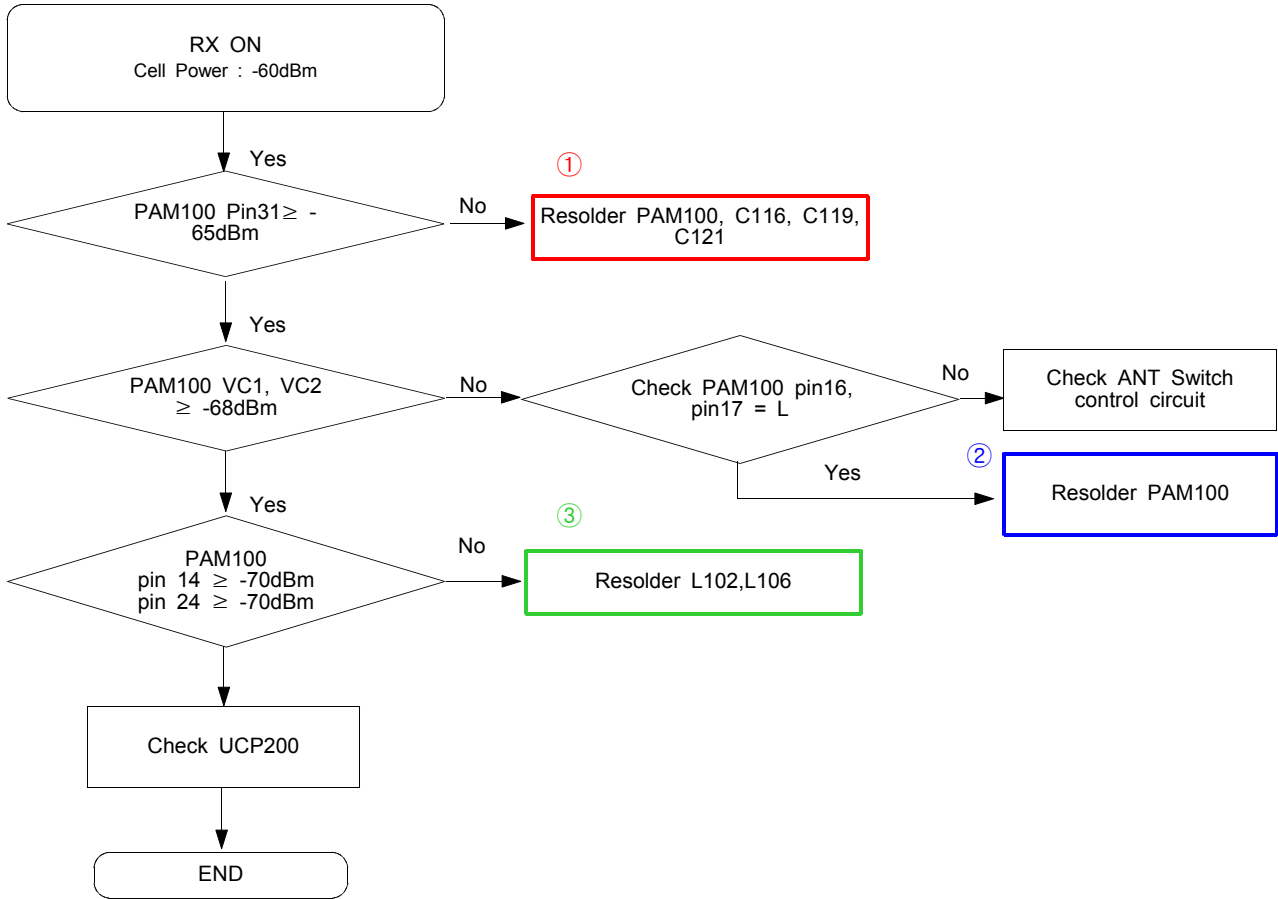 RX ON
Cell Power : -60dBm
Yes
①
PAM100 Pin31≥ -
65dBm
No
Resolder PAM100, C116, C119,
C121
Yes
PAM100 VC1, VC2
≥ -68dBm
No
Check PAM100 pin16,
pin17 = L
No
Check ANT Switch
control circuit
Yes
②
Resolder PAM100
Yes
③
PAM100
pin 14 ≥ -70dBm
pin 24 ≥ -70dBm
No
Resolder L102,L106
Check UCP200
END